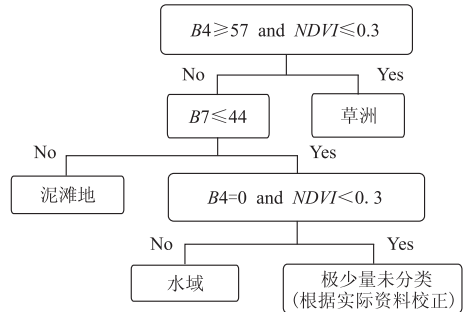 B4≥57 and NDVI≤0.3
No
Yes
B7≤44
草洲
No
Yes
泥滩地
B4=0 and NDVI<0.3
No
Yes
水域
极少量未分类
(根据实际资料校正)